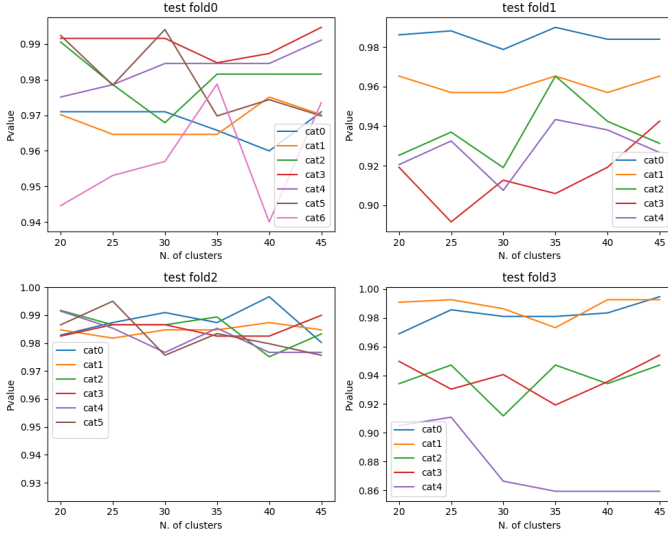 test fold0
0.99
0.98
0.97
0.96
0.95
0.94
Pvalue
cat0
cat1
cat2
cat3
cat4
cat5
cat6
20 25 30 35 40 45
N. of clusters
test fold1
0.98
0.96
0.94
0.92
0.90
Pvalue
cat0
cat1
cat2
cat3
cat4
20 25 30 35 40 45
N. of clusters
test fold2
1.00
0.99
0.98
0.97
0.96
0.95
0.94
0.93
Pvalue
cat0
cat1
cat2
cat3
cat4
cat5
20 25 30 35 40 45
N. of clusters
test fold3
1.00
0.98
0.96
0.94
0.92
0.90
0.88
0.86
Pvalue
cat0
cat1
cat2
cat3
cat4
20 25 30 35 40 45
N. of clusters